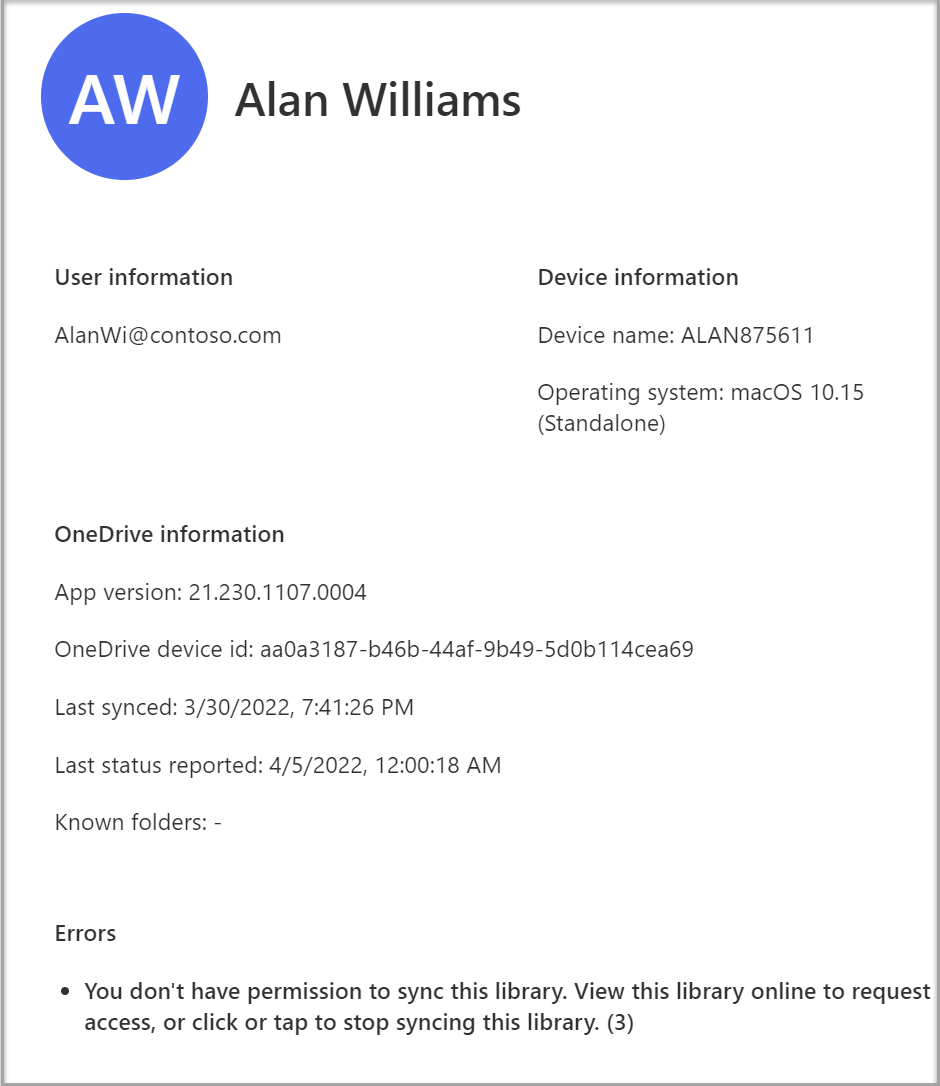 AW
Alan Williams
User information
AlanWi@contoso.com
Device information
Device name: ALAN875611
Operating system: macOS 10.15
(Standalone)
OneDrive information
App version: 21.230.1107.0004
OneDrive device id: aa0a3187-b46b-44af-9b49-5d0b114cea69
Last synced: 3/30/2022, 7:41:26 PM
Last status reported: 4/5/2022, 12:00:18 AM
Known folders: -
Errors
• You don't have permission to sync this library. View this library online to request
access, or click or tap to stop syncing this library. (3)